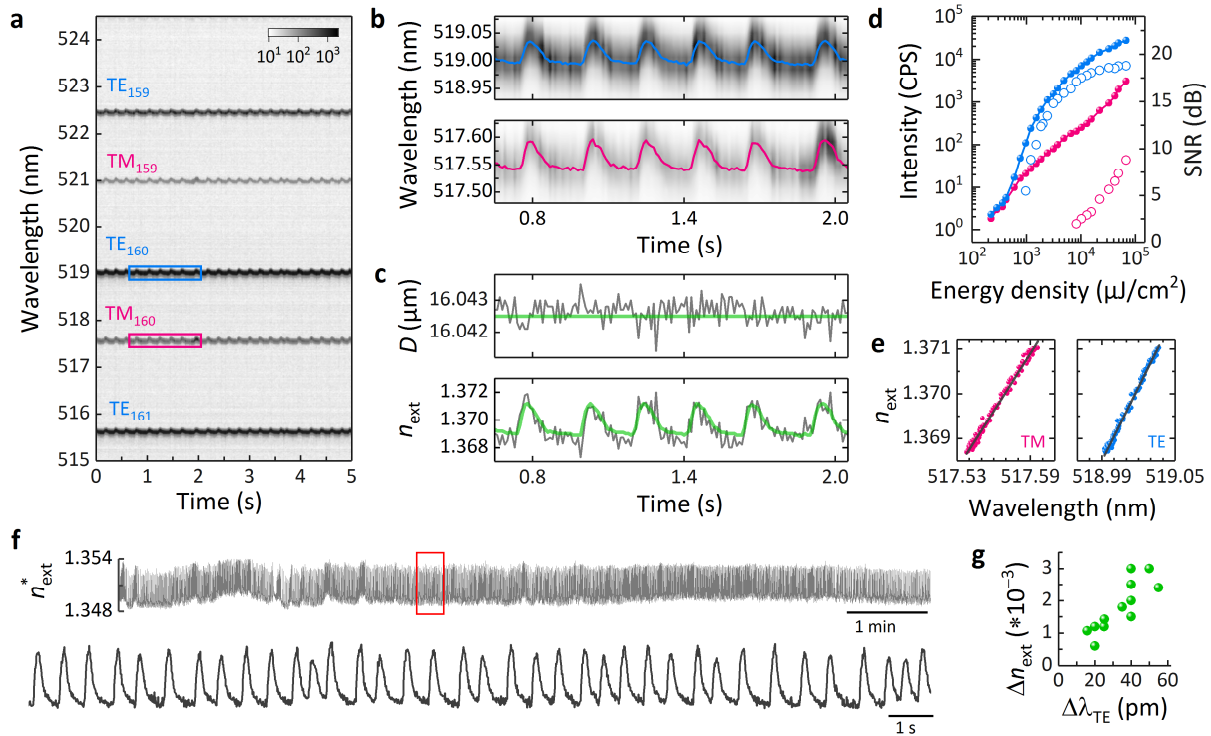 a
Wavelength (nm)
524
523
522
521
520
519
518
517
516
515
10¹ 10² 10³
TE₁₅₉
TM₁₅₉
TE₁₆₀
TM₁₆₀
TE₁₆₁
0 1 2 3 4 5
Time (s)
b
Wavelength (nm)
519.05
519.00
518.95
517.60
517.55
517.50
0.8 1.4 2.0
Time (s)
c
D (µm)
16.043
16.042
n_ext
1.372
1.370
1.368
0.8 1.4 2.0
Time (s)
d
Intensity (CPS)
10⁵
10⁴
10³
10²
10¹
10⁰
20
15
10
5
0
SNR (dB)
10² 10³ 10⁴ 10⁵
Energy density (µJ/cm²)
e
n_ext
1.371
1.370
1.369
TM
TE
517.53 517.59 518.99 519.05
Wavelength (nm)
f
n*_ext
1.354
1.348
1 min
1 s
g
Δn_ext (*10⁻³)
3
2
1
0
0 20 40 60
Δλ_TE (pm)